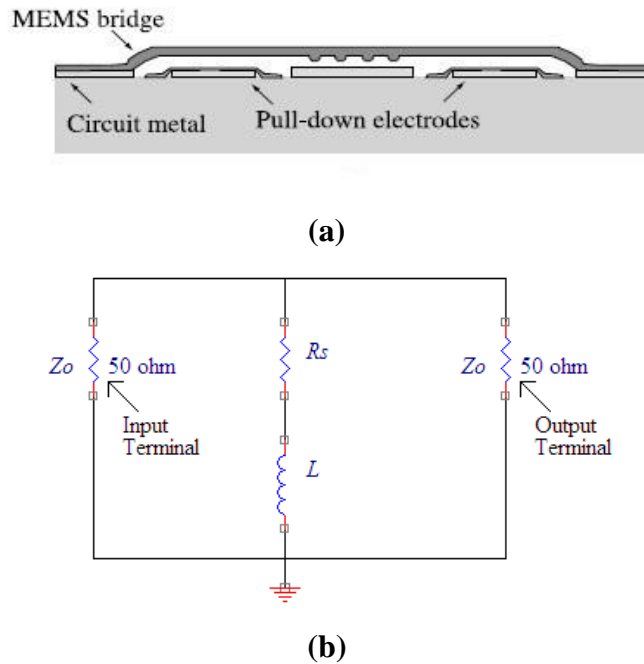 MEMS bridge
Circuit metal
Pull-down electrodes
(a)
Zo
50 ohm
Rs
Zo
50 ohm
Input
Terminal
Output
Terminal
L
(b)